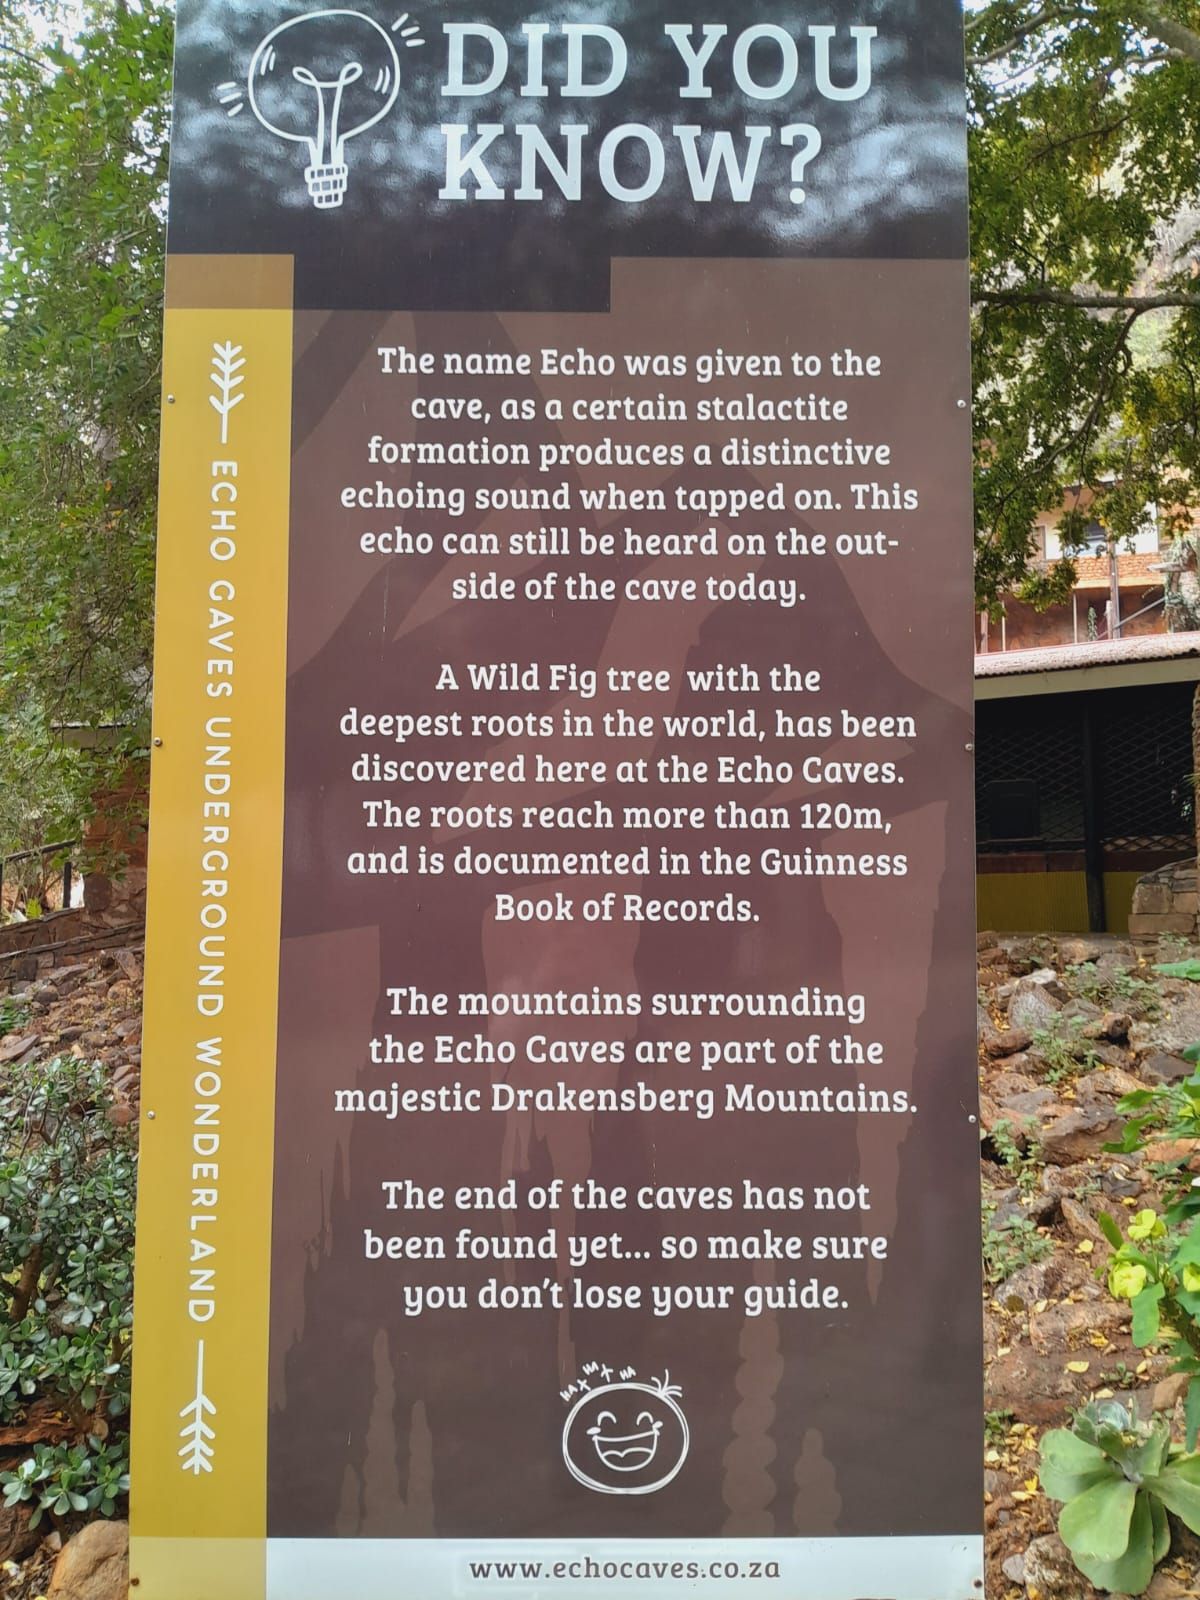 DID YOU
KNOW?
ECHO CAVES UNDERGROUND WONDERLAND
The name Echo was given to the
cave, as a certain stalactite
formation produces a distinctive
echoing sound when tapped on. This
echo can still be heard on the out-
side of the cave today.
A Wild Fig tree with the
deepest roots in the world, has been
discovered here at the Echo Caves.
The roots reach more than 120m,
and is documented in the Guinness
Book of Records.
The mountains surrounding
the Echo Caves are part of the
majestic Drakensberg Mountains.
The end of the caves has not
been found yet... so make sure
you don't lose your guide.
HA HA HA
www.echocaves.co.za